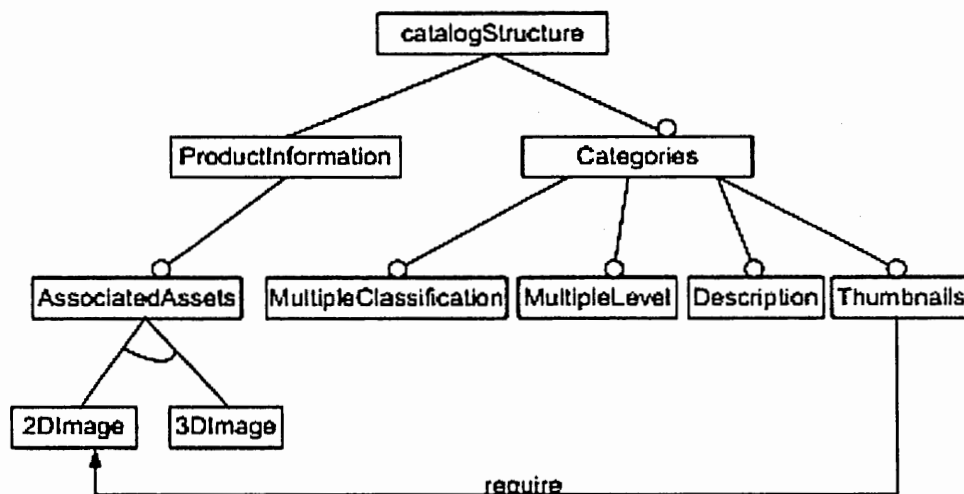 catalogStructure
ProductInformation
Categories
AssociatedAssets
MultipleClassification
MultipleLevel
Description
Thumbnails
2DImage
3DImage
require